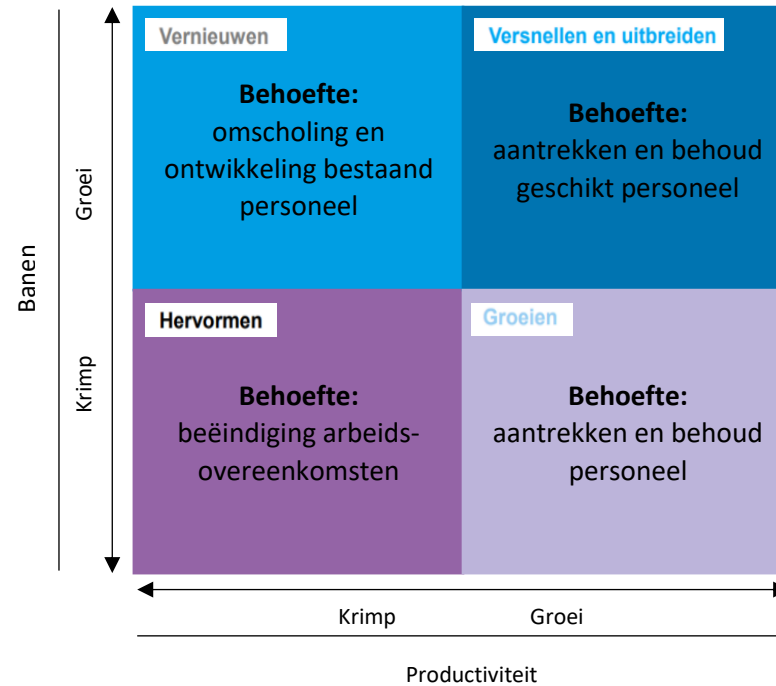 Vernieuwen
Behoefte:
omscholing en
ontwikkeling bestaand
personeel
Versnellen en uitbreiden
Behoefte:
aantrekken en behoud
geschikt personeel
Banen
Groei
Krimp
Hervormen
Behoefte:
beëindiging arbeids-
overeenkomsten
Groeien
Behoefte:
aantrekken en behoud
personeel
Krimp
Groei
Productiviteit